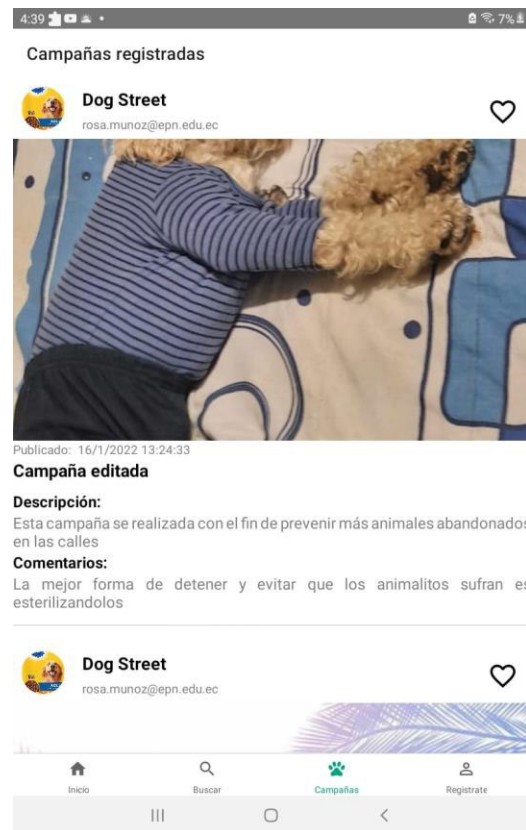 4:39
7%
Campañas registradas
Dog Street
rosa.munoz@epn.edu.ec
Publicado: 16/1/2022 13:24:33
Campaña editada
Descripción:
Esta campaña se realizada con el fin de prevenir más animales abandonados
en las calles
Comentarios:
La mejor forma de detener y evitar que los animalitos sufran es
esterilizandolos
Dog Street
rosa.munoz@epn.edu.ec
Inicio
Buscar
Campañas
Registrate